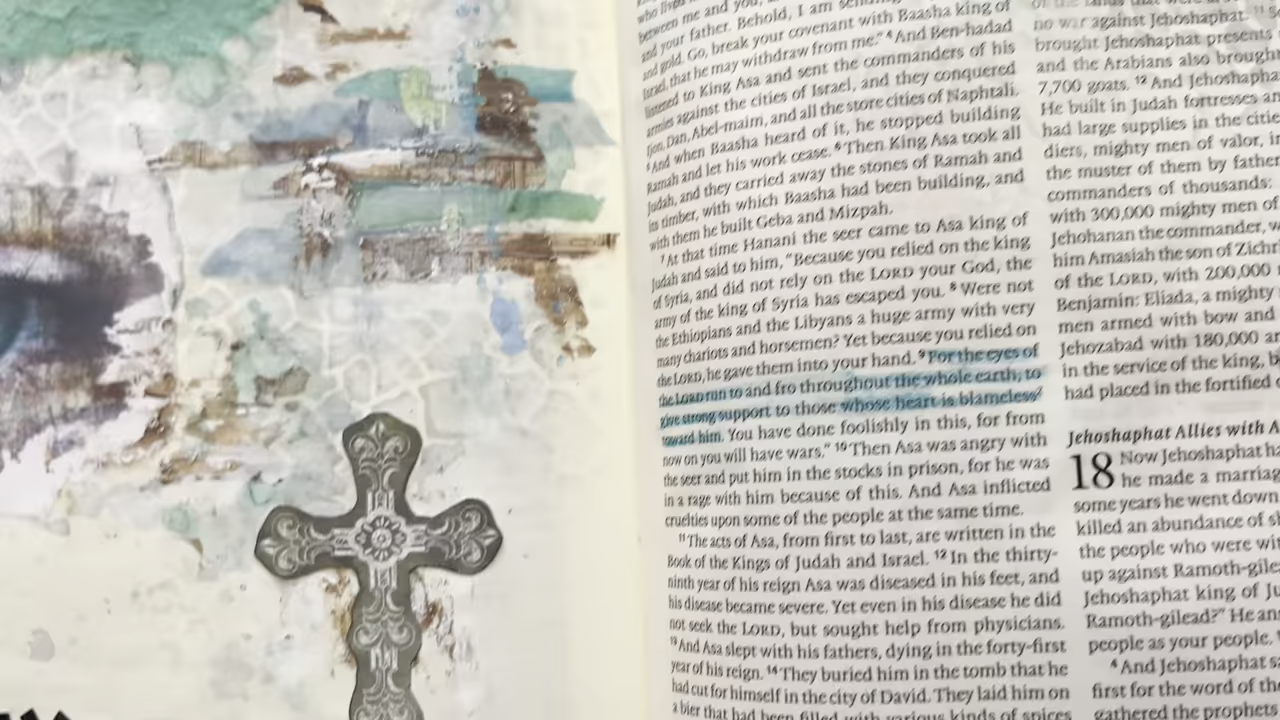 who lives
between me and you,
and your father. Behold, I am sending
and gold. Go, break your covenant with Baasha king of
Israel, that he may withdraw from me.” 4 And Ben-hadad
listened to King Asa and sent the commanders of his
armies against the cities of Israel, and they conquered
Ijon, Dan, Abel-maim, and all the store cities of Naphtali.
5 And when Baasha heard of it, he stopped building
Ramah and let his work cease. 6 Then King Asa took all
Judah, and they carried away the stones of Ramah and
its timber, with which Baasha had been building, and
with them he built Geba and Mizpah.
7 At that time Hanani the seer came to Asa king of
Judah and said to him, “Because you relied on the king
of Syria, and did not rely on the LORD your God, the
army of the king of Syria has escaped you. 8 Were not
the Ethiopians and the Libyans a huge army with very
many chariots and horsemen? Yet because you relied on
the LORD, he gave them into your hand. 9 For the eyes of
the LORD run to and fro throughout the whole earth, to
give strong support to those whose heart is blameless
toward him. You have done foolishly in this, for from
now on you will have wars.” 10 Then Asa was angry with
the seer and put him in the stocks in prison, for he was
in a rage with him because of this. And Asa inflicted
cruelties upon some of the people at the same time.
11 The acts of Asa, from first to last, are written in the
Book of the Kings of Judah and Israel. 12 In the thirty-
ninth year of his reign Asa was diseased in his feet, and
his disease became severe. Yet even in his disease he did
not seek the LORD, but sought help from physicians.
13 And Asa slept with his fathers, dying in the forty-first
year of his reign. 14 They buried him in the tomb that he
had cut for himself in the city of David. They laid him on
a bier that had been filled with various kinds of spices
of the lands that were
no war against Jehoshaphat. 11
brought Jehoshaphat presents
and the Arabians also brought
7,700 goats. 12 And Jehoshapha
He built in Judah fortresses an
had large supplies in the citie
diers, mighty men of valor, i
the muster of them by father
commanders of thousands:
with 300,000 mighty men of
Jehohanan the commander, w
him Amasiah the son of Zichr
of the LORD, with 200,000
Benjamin: Eliada, a mighty
men armed with bow and
Jehozabad with 180,000 ar
in the service of the king, b
had placed in the fortified
Jehoshaphat Allies with A
18 Now Jehoshaphat ha
he made a marriag
some years he went down
killed an abundance of s
the people who were wit
up against Ramoth-gile
Jehoshaphat king of Ju
Ramoth-gilead?” He an
people as your people.
4 And Jehoshaphat sa
first for the word of the
gathered the prophets